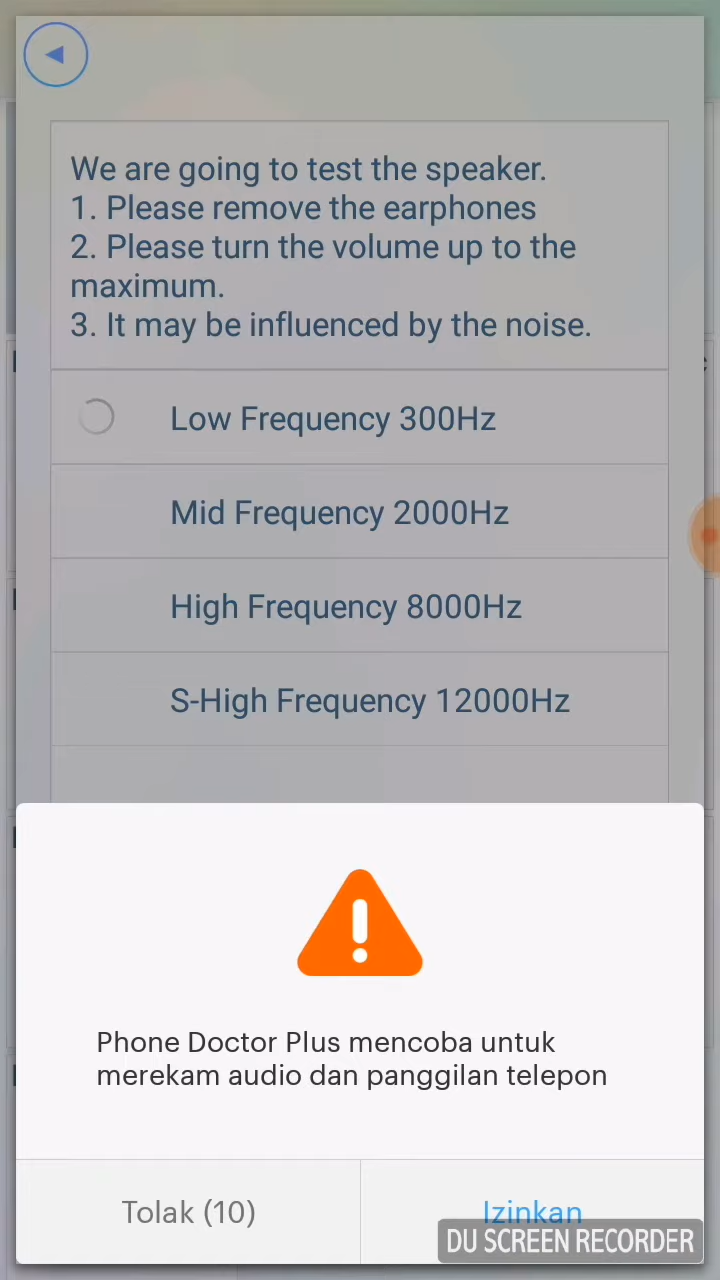 We are going to test the speaker.
1. Please remove the earphones
2. Please turn the volume up to the
maximum.
3. It may be influenced by the noise.
Low Frequency 300Hz
Mid Frequency 2000Hz
High Frequency 8000Hz
S-High Frequency 12000Hz
Phone Doctor Plus mencoba untuk
merekam audio dan panggilan telepon
Tolak (10)
Izinkan
DU SCREEN RECORDER